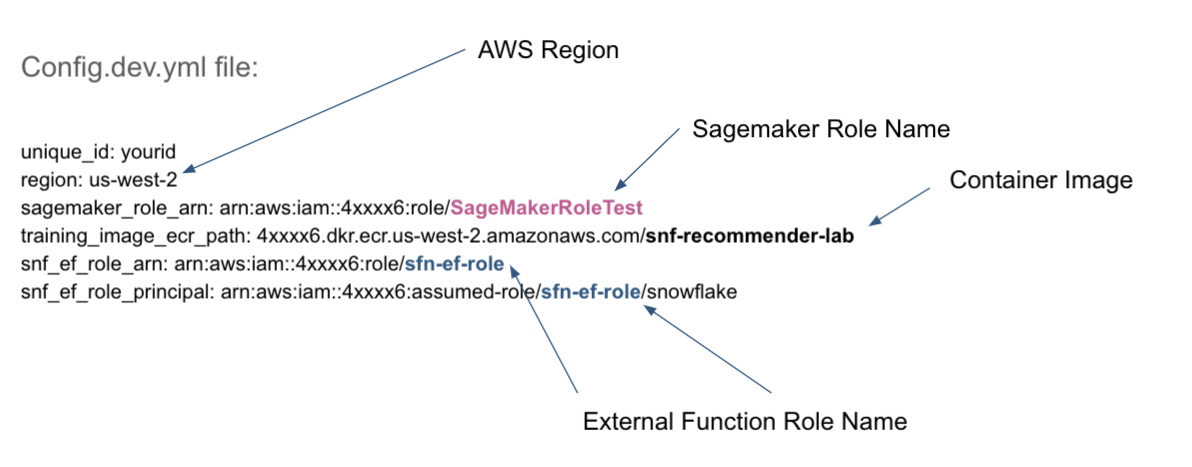 AWS Region
Config.dev.yml file:
Sagemaker Role Name
unique_id: yourid
region: us-west-2
Container Image
sagemaker_role_arn: arn:aws:iam::4xxxx6:role/SageMakerRoleTest
training_image_ecr_path: 4xxxx6.dkr.ecr.us-west-2.amazonaws.com/snf-recommender-lab
snf_ef_role_arn: arn:aws:iam::4xxxx6:role/sfn-ef-role
snf_ef_role_principal: arn:aws:iam::4xxxx6:assumed-role/sfn-ef-role/snowflake
External Function Role Name